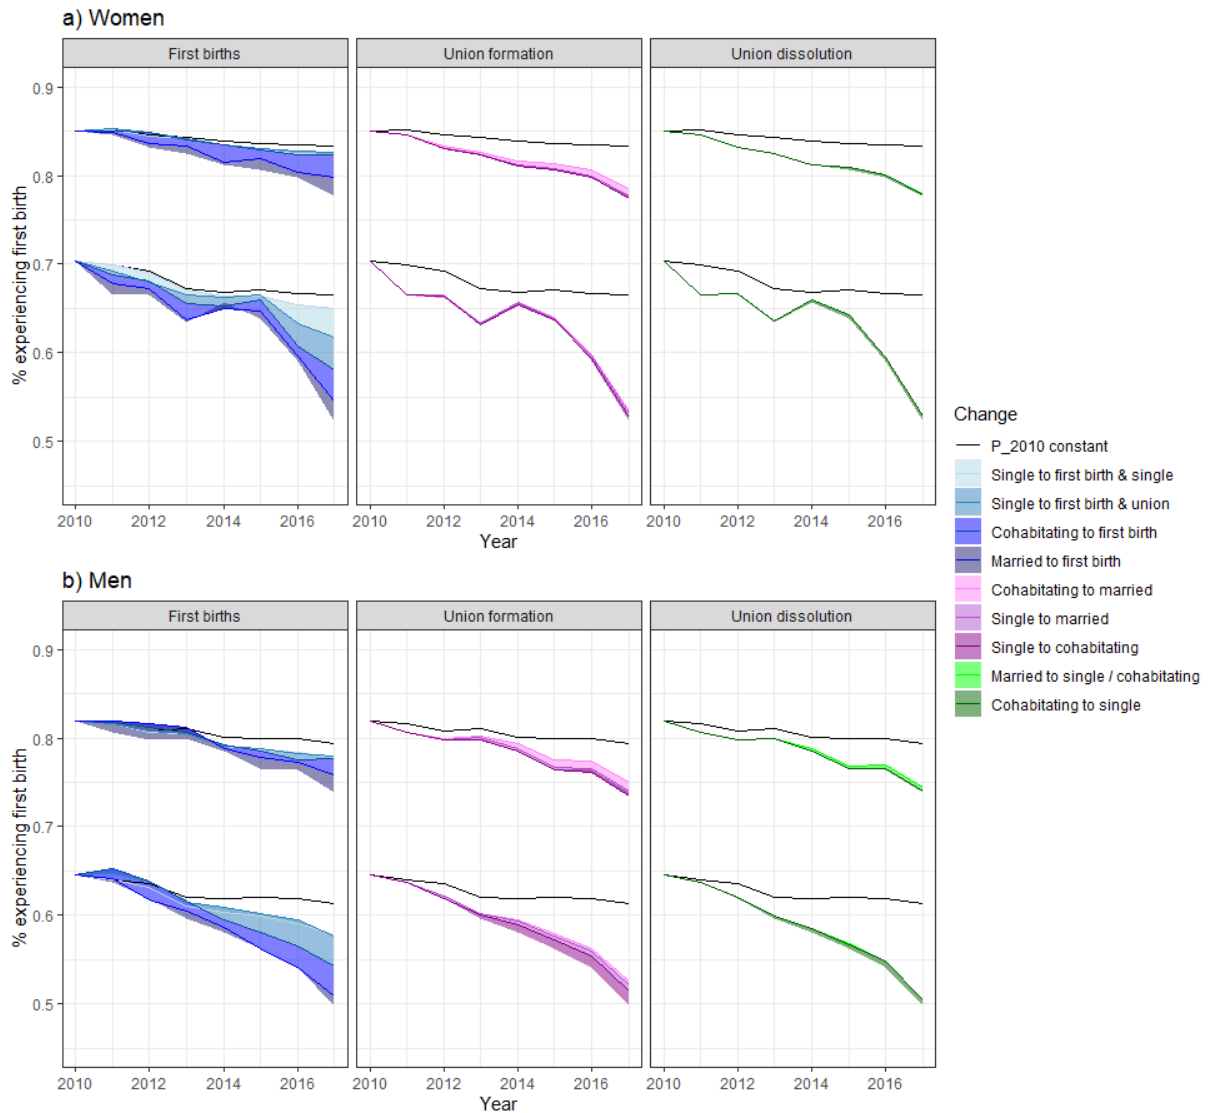 a) Women
First births
Union formation
Union dissolution
0.9
0.8
0.7
0.6
0.5
% experiencing first birth
2010 2012 2014 2016
2010 2012 2014 2016
2010 2012 2014 2016
Year
b) Men
First births
Union formation
Union dissolution
0.9
0.8
0.7
0.6
0.5
% experiencing first birth
2010 2012 2014 2016
2010 2012 2014 2016
2010 2012 2014 2016
Year
Change
P_2010 constant
Single to first birth & single
Single to first birth & union
Cohabitating to first birth
Married to first birth
Cohabitating to married
Single to married
Single to cohabitating
Married to single / cohabitating
Cohabitating to single